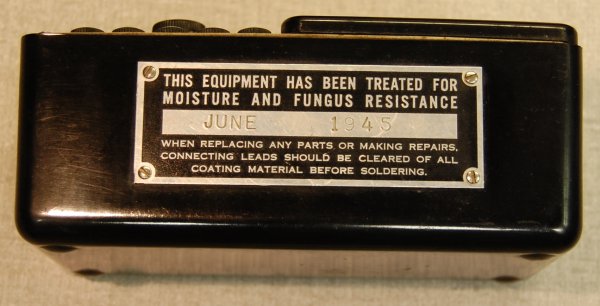 THIS EQUIPMENT HAS BEEN TREATED FOR
MOISTURE AND FUNGUS RESISTANCE
JUNE 1945
WHEN REPLACING ANY PARTS OR MAKING REPAIRS,
CONNECTING LEADS SHOULD BE CLEARED OF ALL
COATING MATERIAL BEFORE SOLDERING.